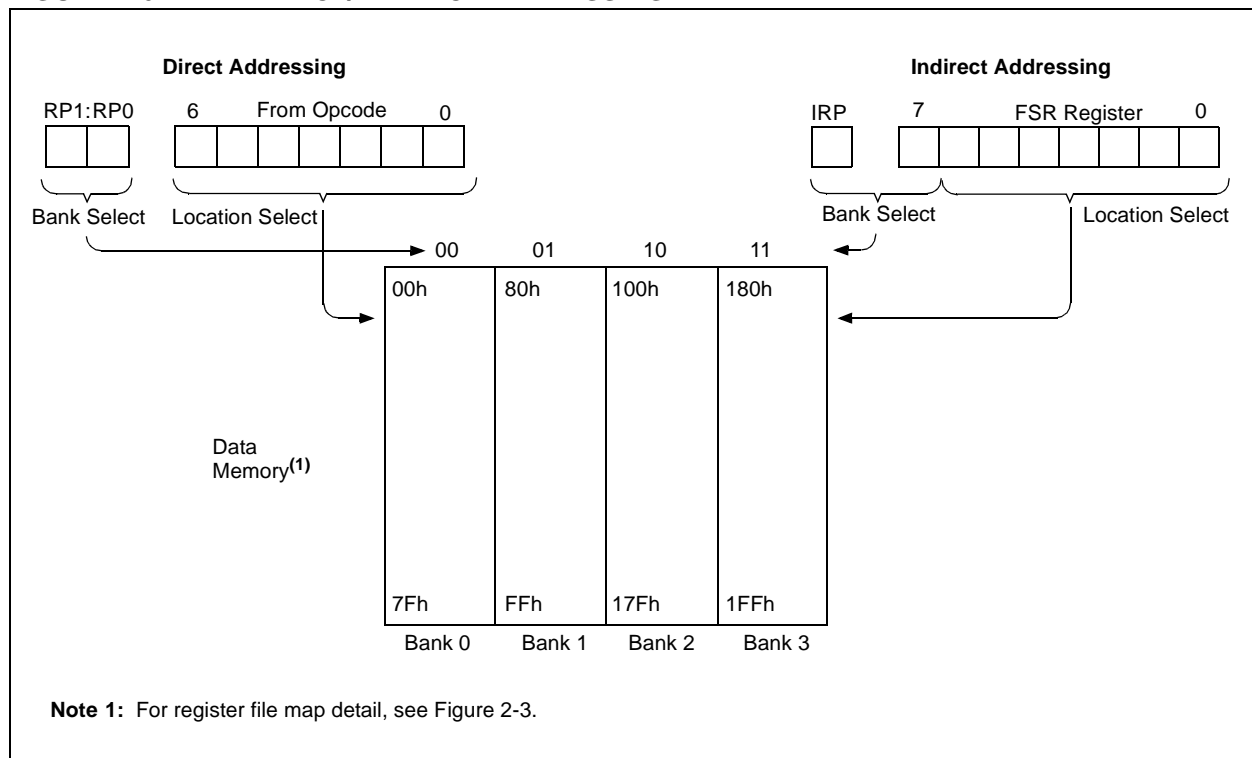 Direct Addressing
Indirect Addressing
RP1:RP0 6 From Opcode 0
IRP 7 FSR Register 0
Bank Select Location Select
Bank Select Location Select
00 01 10 11
00h 80h 100h 180h
Data
Memory(1)
7Fh FFh 17Fh 1FFh
Bank 0 Bank 1 Bank 2 Bank 3
Note 1: For register file map detail, see Figure 2-3.